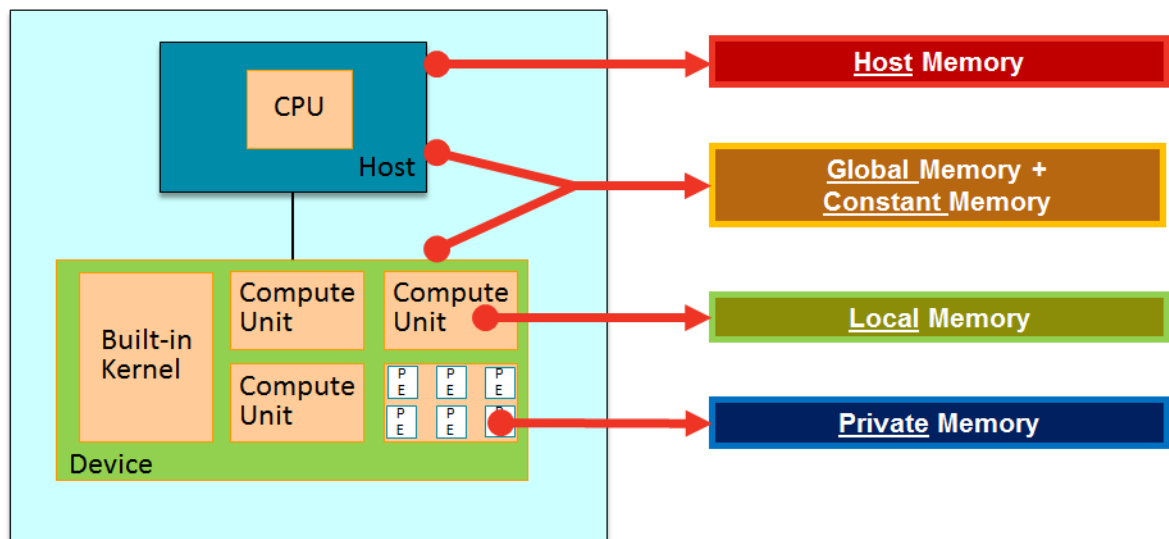 CPU
Host
Host Memory
Global Memory +
Constant Memory
Built-in
Kernel
Compute
Unit
Compute
Unit
Local Memory
Compute
Unit
P
E
P
E
P
E
P
E
P
E
E
Private Memory
Device